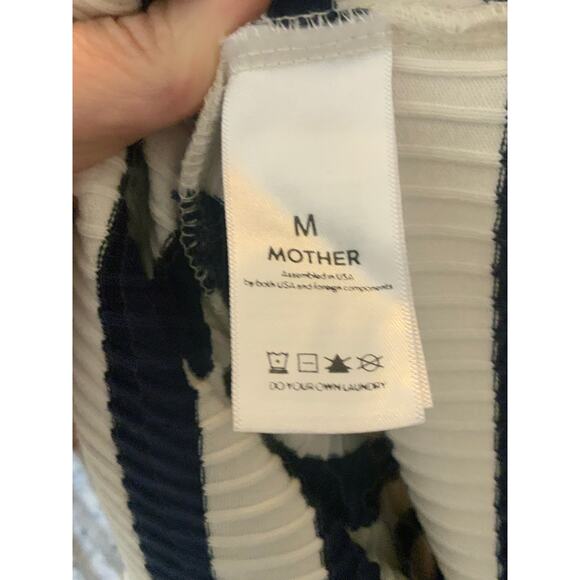 M
MOTHER
Assembled in USA
by both USA and foreign components
DO YOUR OWN LAUNDRY